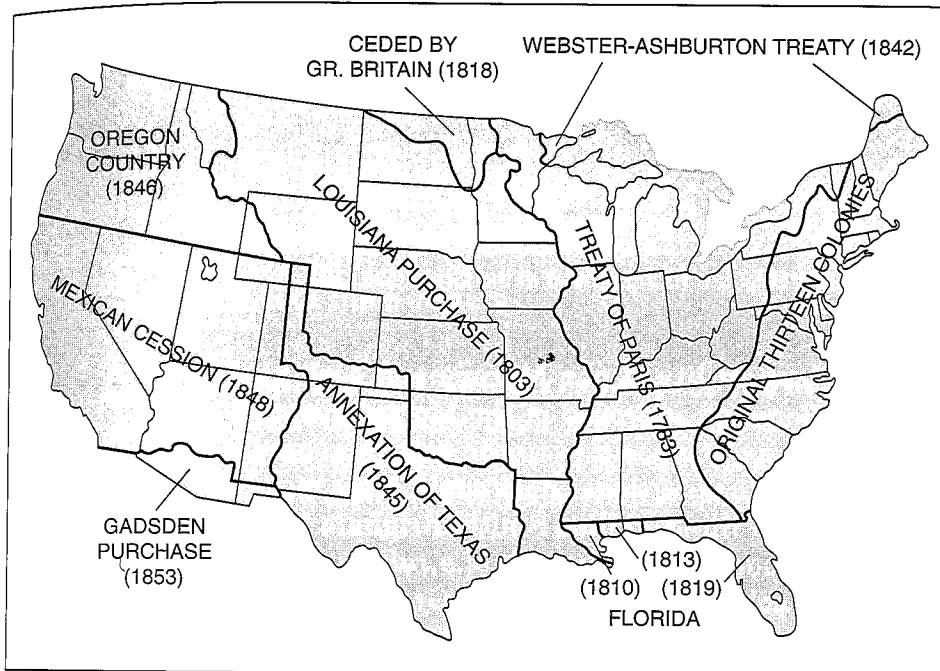 CEDED BY
GR. BRITAIN (1818)
WEBSTER-ASHBURTON TREATY (1842)
OREGON
COUNTRY
(1846)
LOUISIANA PURCHASE (1803)
TREATY OF PARIS (1783)
ORIGINAL THIRTEEN COLONIES
MEXICAN CESSION (1848)
ANNEXATION OF TEXAS
(1845)
GADSDEN
PURCHASE
(1853)
(1813)
(1810) (1819)
FLORIDA